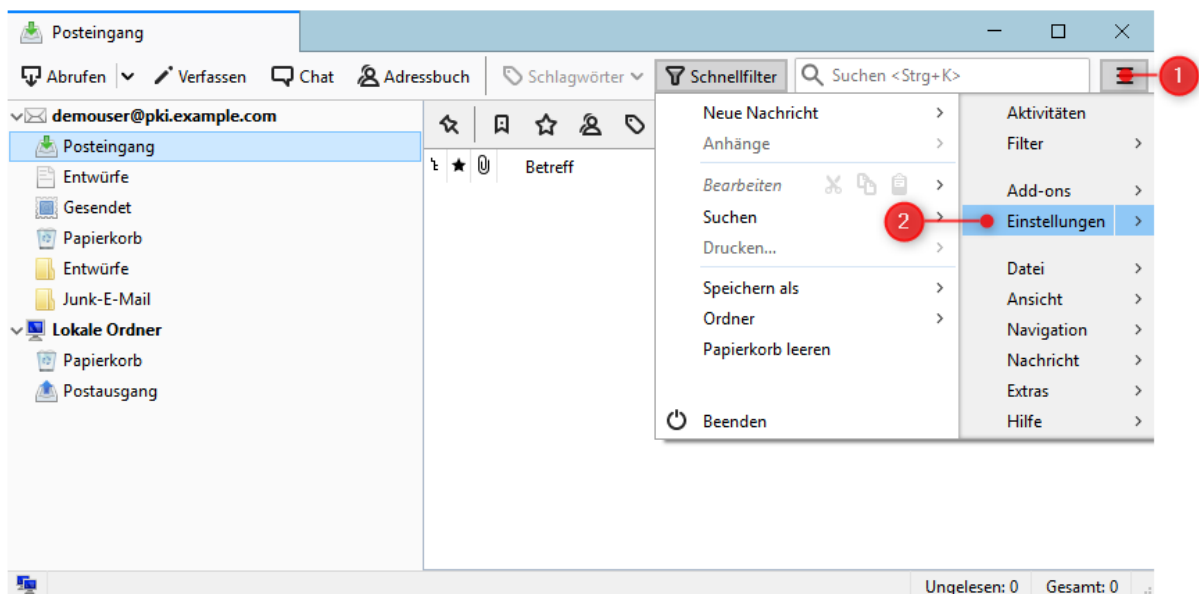 Posteingang
Abrufen Verfassen Chat Adressbuch Schlagwörter Schnellfilter Suchen <Strg+K> 1
demouser@pki.example.com
Posteingang
Entwürfe
Gesendet
Papierkorb
Entwürfe
Junk-E-Mail
Lokale Ordner
Papierkorb
Postausgang
Betreff
Neue Nachricht
Anhänge
Bearbeiten
Suchen
Drucken...
Speichern als
Ordner
Papierkorb leeren
Beenden
Aktivitäten
Filter
Add-ons
2 Einstellungen
Datei
Ansicht
Navigation
Nachricht
Extras
Hilfe
Ungelesen: 0 Gesamt: 0